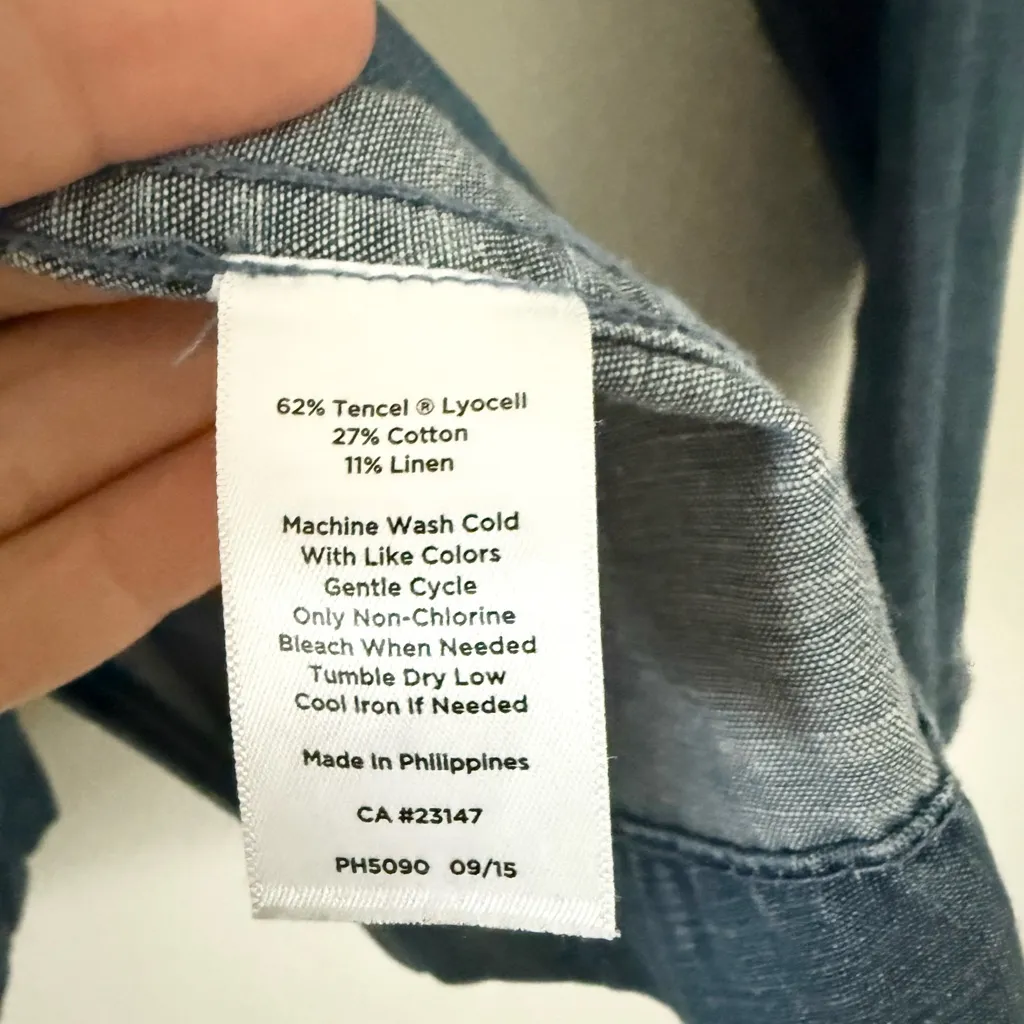 62% Tencel ® Lyocell
27% Cotton
11% Linen
Machine Wash Cold
With Like Colors
Gentle Cycle
Only Non-Chlorine
Bleach When Needed
Tumble Dry Low
Cool Iron If Needed
Made In Philippines
CA #23147
PH5090 09/15